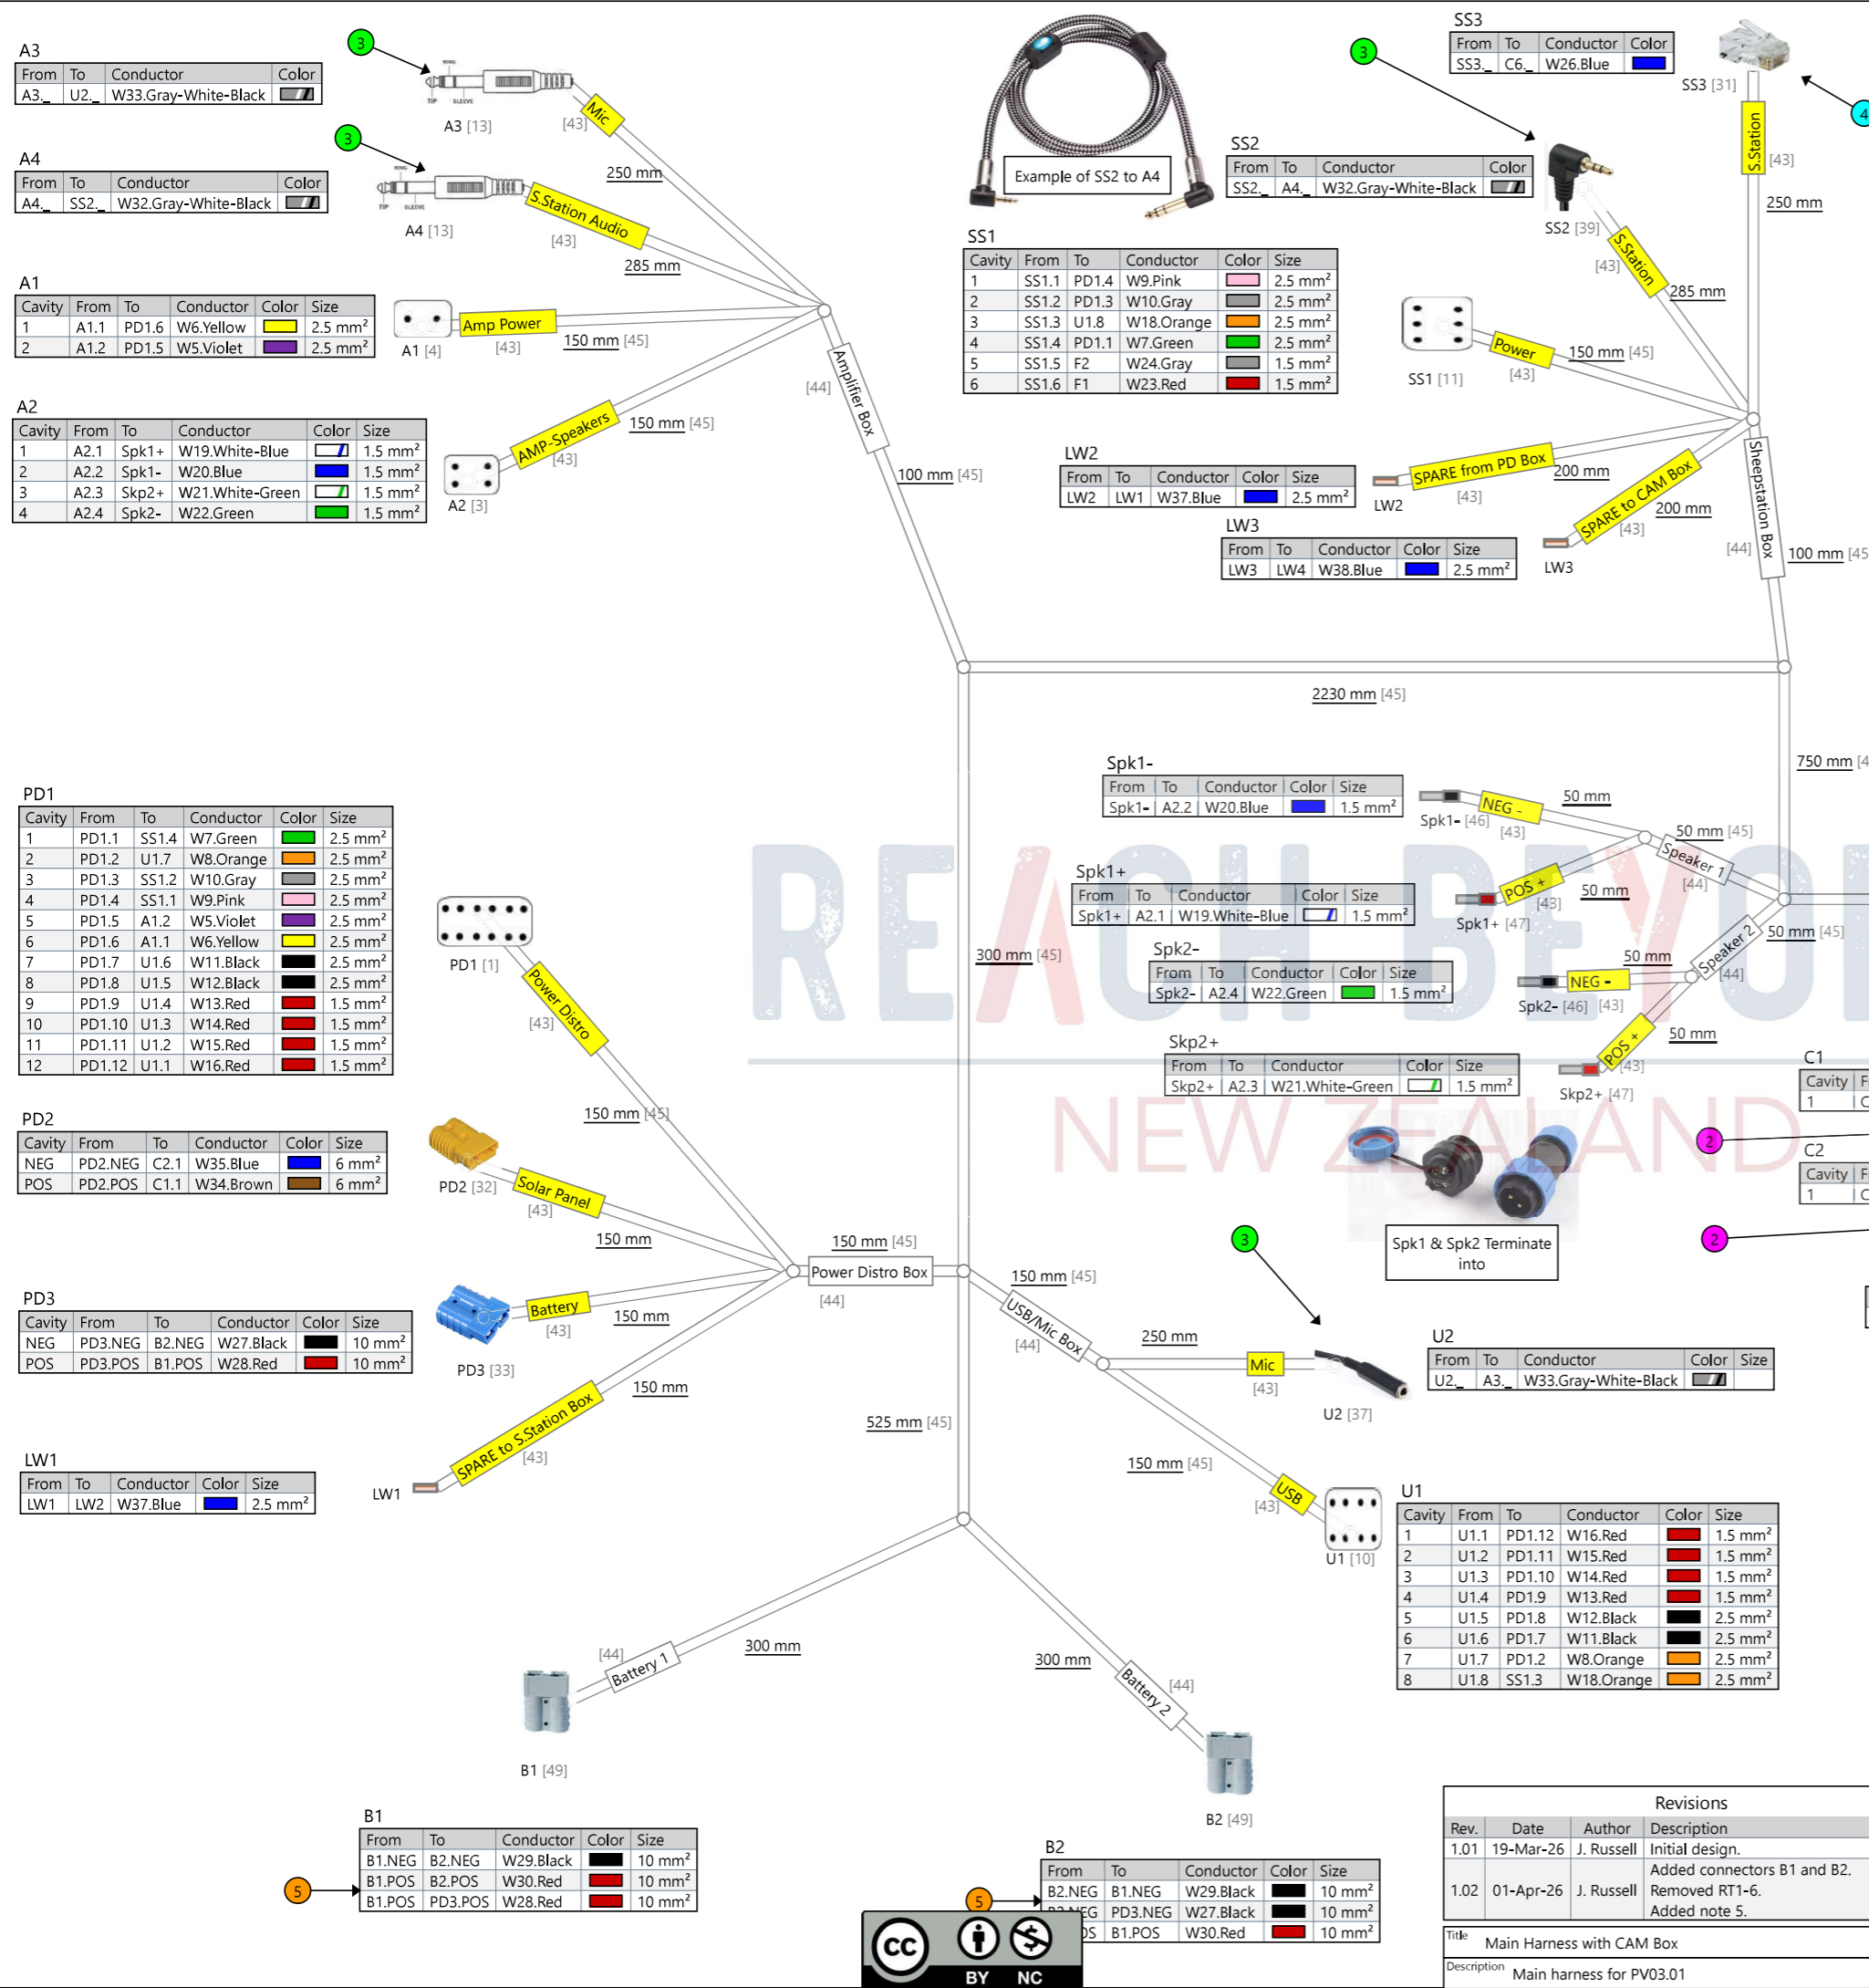 A3
From To Conductor Color
A3._ U2._ W33.Gray-White-Black
3
RING
TIP SLEEVE
A3 [13]
Mic
[43]
250 mm
A4
From To Conductor Color
A4._ SS2._ W32.Gray-White-Black
3
RING
TIP SLEEVE
A4 [13]
S.Station Audio
[43]
285 mm
A1
Cavity From To Conductor Color Size
1 A1.1 PD1.6 W6.Yellow 2.5 mm²
2 A1.2 PD1.5 W5.Violet 2.5 mm²
A1 [4]
Amp Power
[43]
150 mm [45]
A2
Cavity From To Conductor Color Size
1 A2.1 Spk1+ W19.White-Blue 1.5 mm²
2 A2.2 Spk1- W20.Blue 1.5 mm²
3 A2.3 Skp2+ W21.White-Green 1.5 mm²
4 A2.4 Spk2- W22.Green 1.5 mm²
A2 [3]
AMP-Speakers
[43]
150 mm [45]
Amplifier Box
[44]
100 mm [45]
Example of SS2 to A4
SS3
From To Conductor Color
SS3._ C6._ W26.Blue
3
SS3 [31]
4
S.Station
[43]
250 mm
SS2
From To Conductor Color
SS2._ A4._ W32.Gray-White-Black
SS2 [39]
S.Station
[43]
285 mm
SS1
Cavity From To Conductor Color Size
1 SS1.1 PD1.4 W9.Pink 2.5 mm²
2 SS1.2 PD1.3 W10.Gray 2.5 mm²
3 SS1.3 U1.8 W18.Orange 2.5 mm²
4 SS1.4 PD1.1 W7.Green 2.5 mm²
5 SS1.5 F2 W24.Gray 1.5 mm²
6 SS1.6 F1 W23.Red 1.5 mm²
SS1 [11]
Power
[43]
150 mm [45]
LW2
From To Conductor Color Size
LW2 LW1 W37.Blue 2.5 mm²
LW2
SPARE from PD Box
[43]
200 mm
LW3
From To Conductor Color Size
LW3 LW4 W38.Blue 2.5 mm²
LW3
SPARE to CAM Box
[43]
200 mm
Sheepstation Box
[44]
100 mm [45
2230 mm [45]
750 mm [4
Spk1-
From To Conductor Color Size
Spk1- A2.2 W20.Blue 1.5 mm²
Spk1- [46]
NEG -
[43]
50 mm
50 mm [45]
Speaker 1
[44]
Spk1+
From To Conductor Color Size
Spk1+ A2.1 W19.White-Blue 1.5 mm²
Spk1+ [47]
POS +
[43]
50 mm
Speaker 2
[44]
50 mm [45]
Spk2-
From To Conductor Color Size
Spk2- A2.4 W22.Green 1.5 mm²
Spk2- [46]
NEG -
[43]
50 mm
Skp2+
From To Conductor Color Size
Skp2+ A2.3 W21.White-Green 1.5 mm²
Skp2+ [47]
POS +
[43]
50 mm
REACH BEYO
NEW ZEALAND
C1
Cavity F
1 C
2
C2
Cavity F
1 C
2
Spk1 & Spk2 Terminate
into
300 mm [45]
PD1
Cavity From To Conductor Color Size
1 PD1.1 SS1.4 W7.Green 2.5 mm²
2 PD1.2 U1.7 W8.Orange 2.5 mm²
3 PD1.3 SS1.2 W10.Gray 2.5 mm²
4 PD1.4 SS1.1 W9.Pink 2.5 mm²
5 PD1.5 A1.2 W5.Violet 2.5 mm²
6 PD1.6 A1.1 W6.Yellow 2.5 mm²
7 PD1.7 U1.6 W11.Black 2.5 mm²
8 PD1.8 U1.5 W12.Black 2.5 mm²
9 PD1.9 U1.4 W13.Red 1.5 mm²
10 PD1.10 U1.3 W14.Red 1.5 mm²
11 PD1.11 U1.2 W15.Red 1.5 mm²
12 PD1.12 U1.1 W16.Red 1.5 mm²
PD1 [1]
Power Distro
[43]
150 mm [45]
PD2
Cavity From To Conductor Color Size
NEG PD2.NEG C2.1 W35.Blue 6 mm²
POS PD2.POS C1.1 W34.Brown 6 mm²
PD2 [32]
Solar Panel
[43]
150 mm
PD3
Cavity From To Conductor Color Size
NEG PD3.NEG B2.NEG W27.Black 10 mm²
POS PD3.POS B1.POS W28.Red 10 mm²
PD3 [33]
Battery
[43]
150 mm
LW1
From To Conductor Color Size
LW1 LW2 W37.Blue 2.5 mm²
LW1
SPARE to S.Station Box
[43]
150 mm
150 mm [45]
Power Distro Box
[44]
150 mm [45]
USB/Mic Box
[44]
3
250 mm
Mic
[43]
U2 [37]
U2
From To Conductor Color Size
U2._ A3._ W33.Gray-White-Black
150 mm [45]
USB
[43]
U1 [10]
U1
Cavity From To Conductor Color Size
1 U1.1 PD1.12 W16.Red 1.5 mm²
2 U1.2 PD1.11 W15.Red 1.5 mm²
3 U1.3 PD1.10 W14.Red 1.5 mm²
4 U1.4 PD1.9 W13.Red 1.5 mm²
5 U1.5 PD1.8 W12.Black 2.5 mm²
6 U1.6 PD1.7 W11.Black 2.5 mm²
7 U1.7 PD1.2 W8.Orange 2.5 mm²
8 U1.8 SS1.3 W18.Orange 2.5 mm²
525 mm [45]
[44]
Battery 1
300 mm
B1 [49]
300 mm
Battery 2
[44]
B2 [49]
B1
From To Conductor Color Size
B1.NEG B2.NEG W29.Black 10 mm²
B1.POS B2.POS W30.Red 10 mm²
B1.POS PD3.POS W28.Red 10 mm²
5
B2
From To Conductor Color Size
B2.NEG B1.NEG W29.Black 10 mm²
B2.NEG PD3.NEG W27.Black 10 mm²
OS B1.POS W30.Red 10 mm²
5
CC
BY NC
Revisions
Rev. Date Author Description
1.01 19-Mar-26 J. Russell Initial design.
1.02 01-Apr-26 J. Russell Added connectors B1 and B2.
Removed RT1-6.
Added note 5.
Title Main Harness with CAM Box
Description Main harness for PV03.01